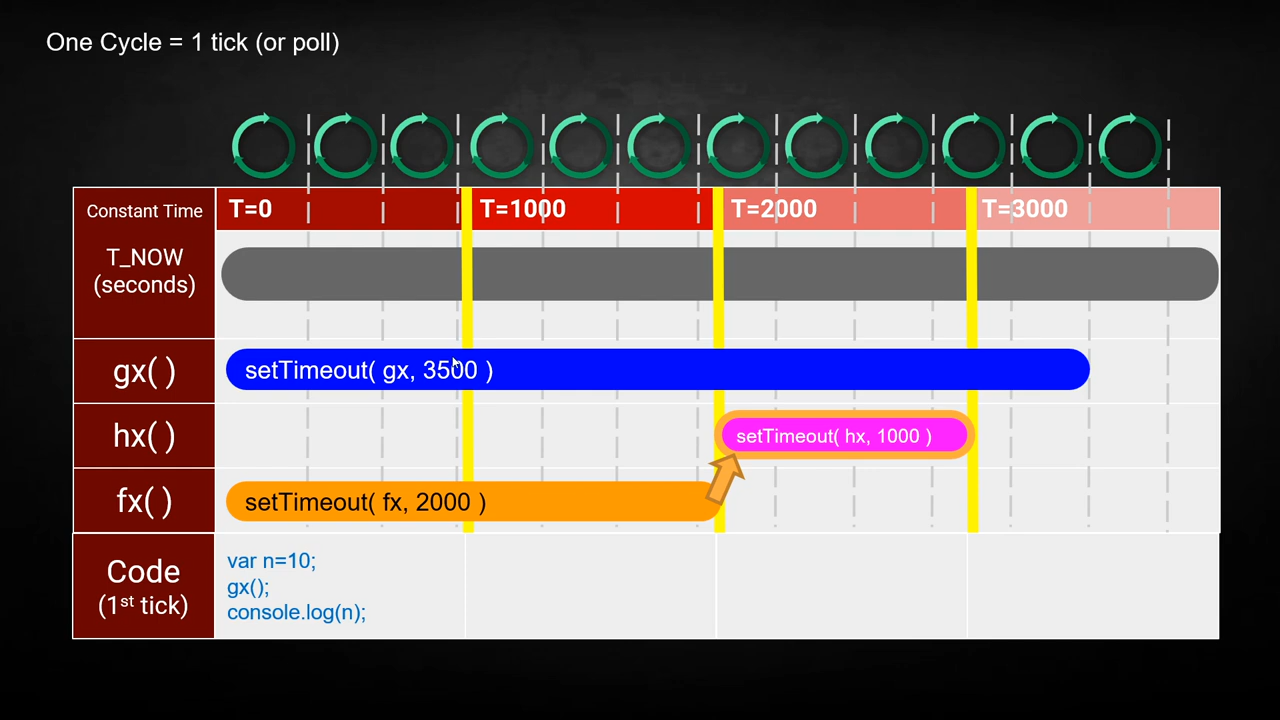 One Cycle = 1 tick (or poll)
Constant Time
T=0
T=1000
T=2000
T=3000
T_NOW
(seconds)
gx( )
setTimeout( gx, 3500 )
hx( )
setTimeout( hx, 1000 )
fx( )
setTimeout( fx, 2000 )
Code
(1st tick)
var n=10;
gx();
console.log(n);